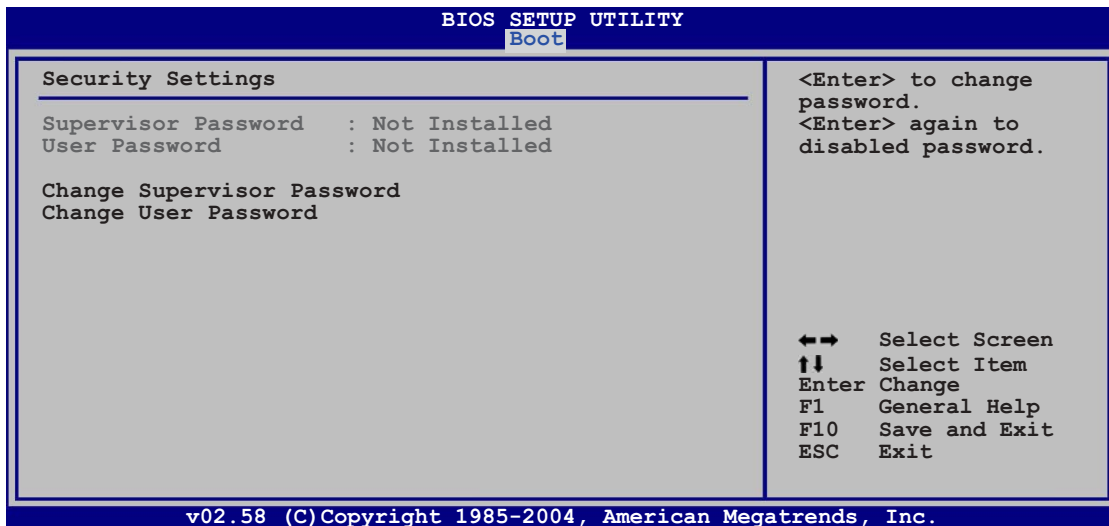 BIOS SETUP UTILITY
Boot
Security Settings
Supervisor Password : Not Installed
User Password : Not Installed
Change Supervisor Password
Change User Password
<Enter> to change
password.
<Enter> again to
disabled password.
←→ Select Screen
↑↓ Select Item
Enter Change
F1 General Help
F10 Save and Exit
ESC Exit
v02.58 (C)Copyright 1985-2004, American Megatrends, Inc.